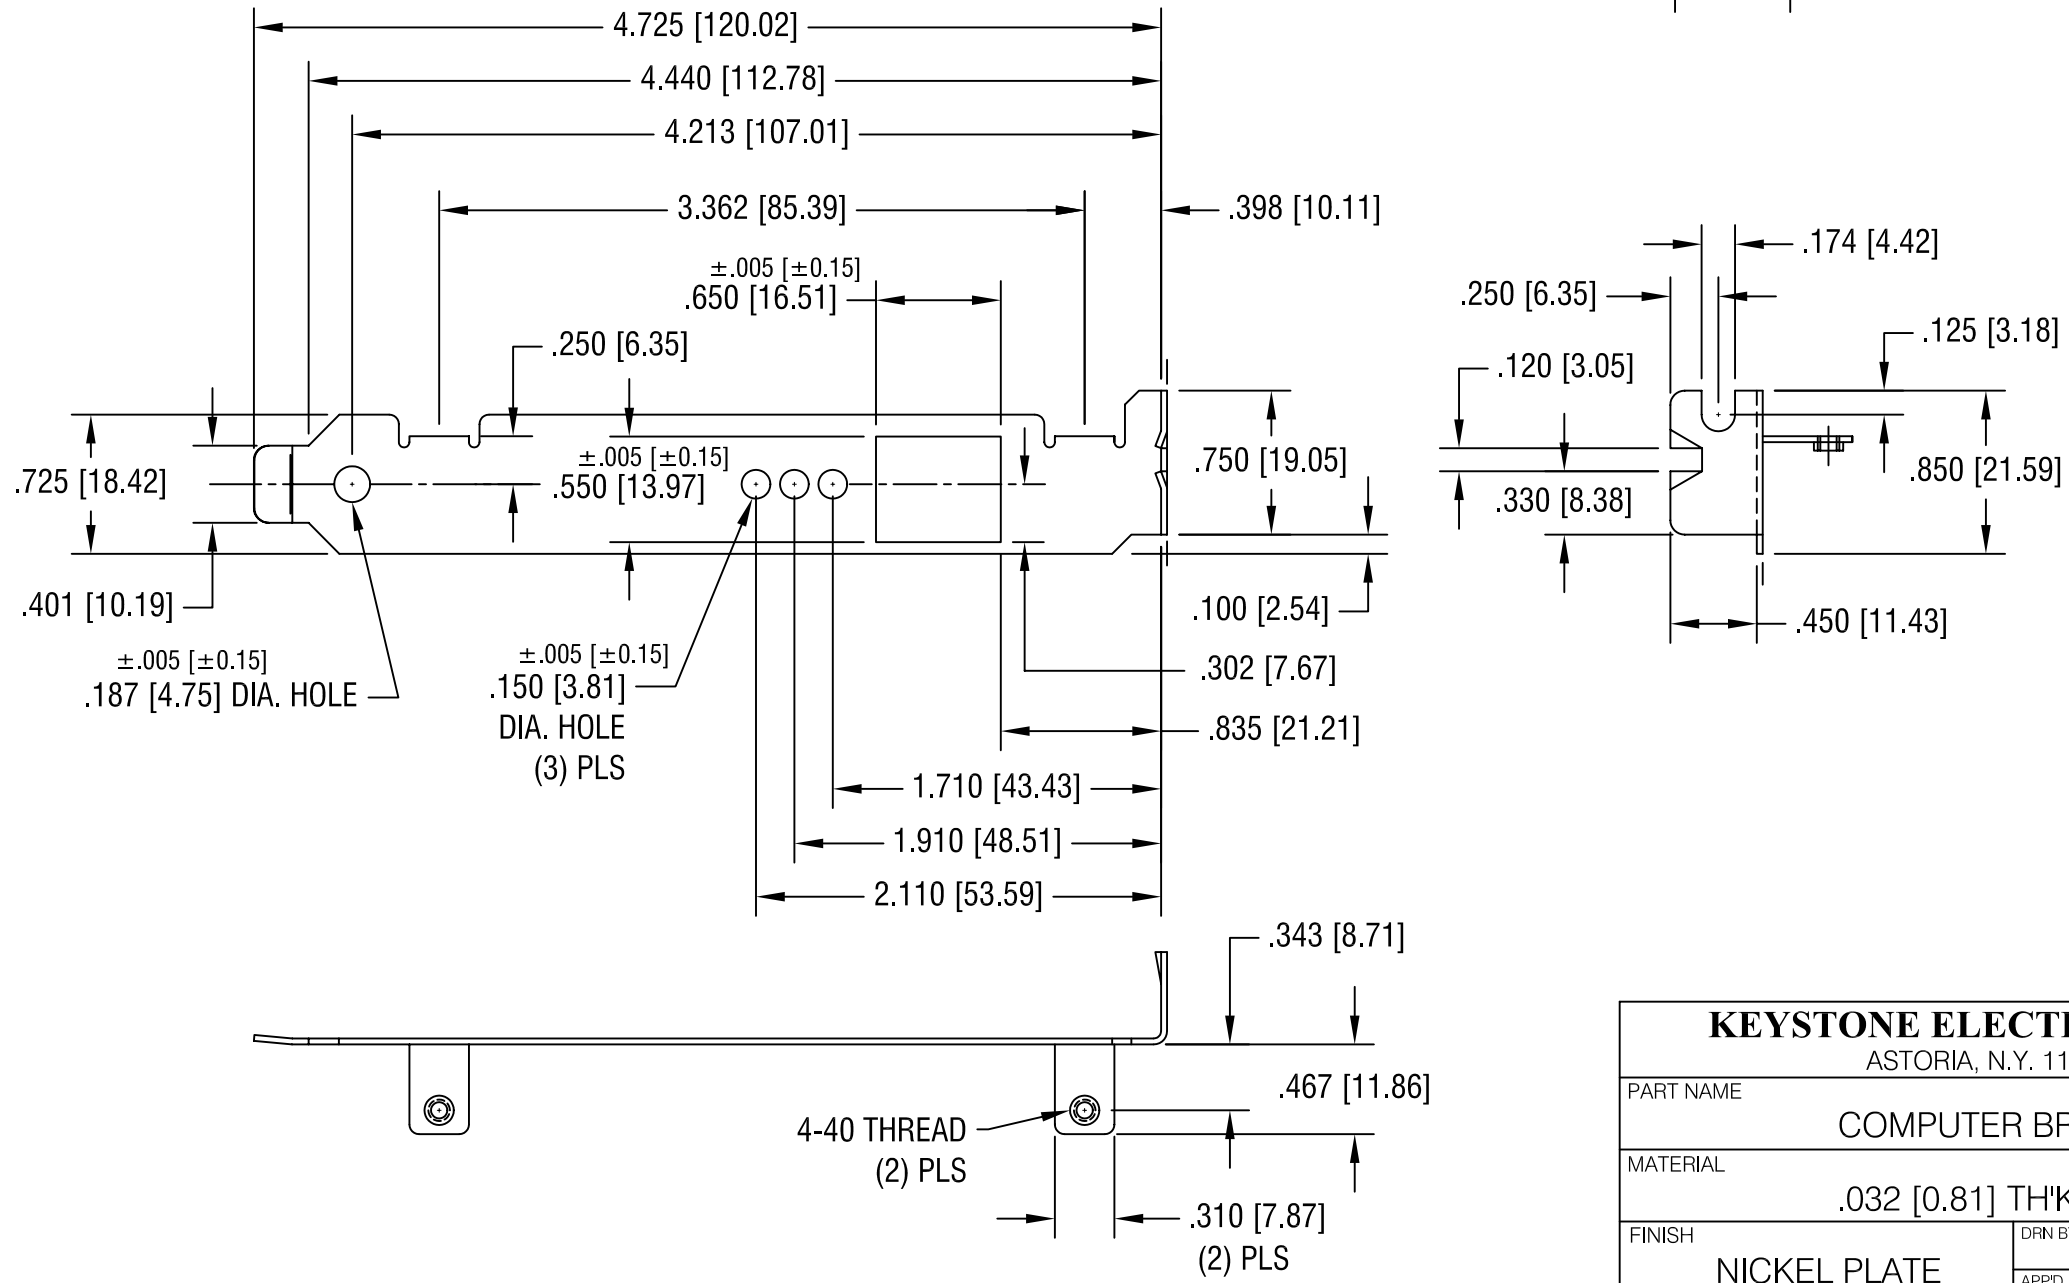 4.725 [120.02]
4.440 [112.78]
4.213 [107.01]
3.362 [85.39]
.398 [10.11]
±.005 [±0.15]
.650 [16.51]
.250 [6.35]
.725 [18.42]
±.005 [±0.15]
.550 [13.97]
.750 [19.05]
.401 [10.19]
.100 [2.54]
±.005 [±0.15]
.187 [4.75] DIA. HOLE
±.005 [±0.15]
.150 [3.81]
DIA. HOLE
(3) PLS
.302 [7.67]
.835 [21.21]
1.710 [43.43]
1.910 [48.51]
2.110 [53.59]
.174 [4.42]
.250 [6.35]
.125 [3.18]
.120 [3.05]
.850 [21.59]
.330 [8.38]
.450 [11.43]
.343 [8.71]
.467 [11.86]
4-40 THREAD
(2) PLS
.310 [7.87]
(2) PLS
KEYSTONE ELECT
ASTORIA, N.Y. 11
PART NAME
COMPUTER B
MATERIAL
.032 [0.81] TH'K
FINISH
NICKEL PLATE
DRN B
APP'D